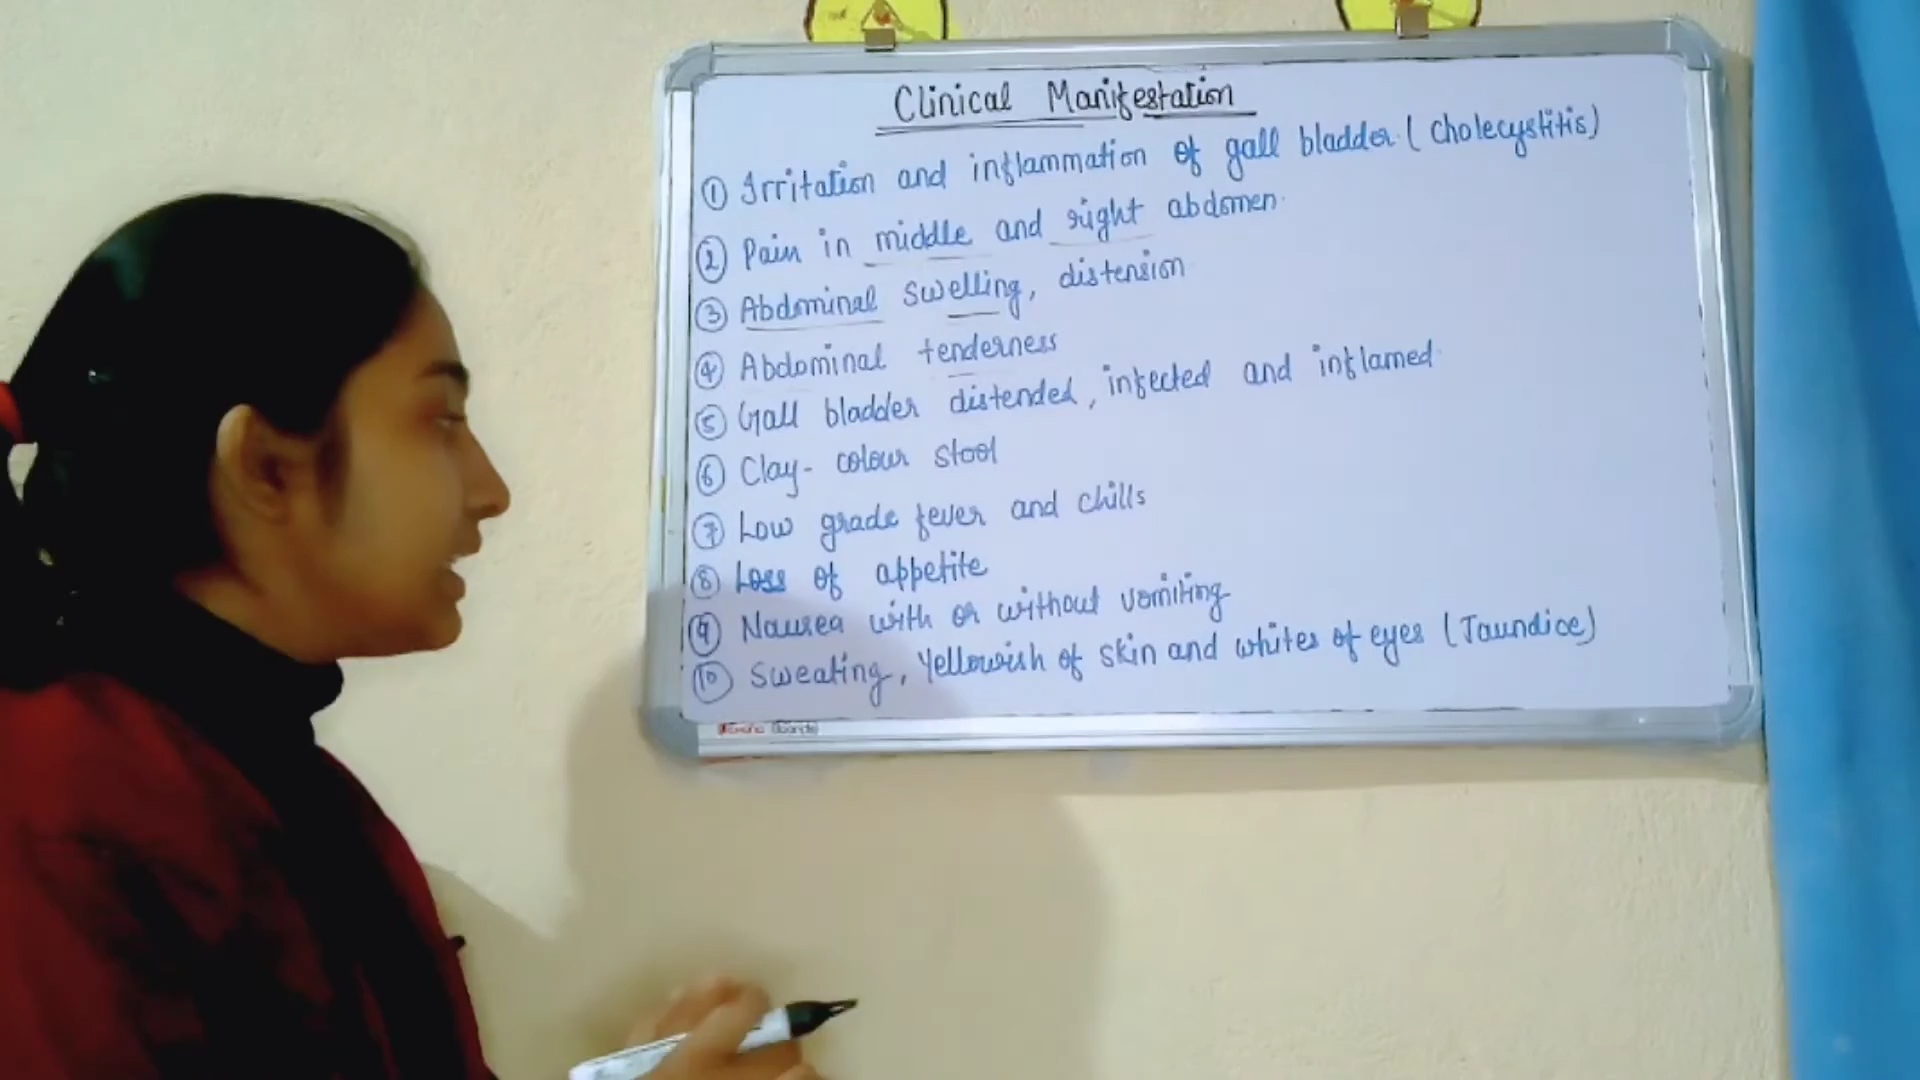 Clinical Manifestation
① Irritation and inflammation of gall bladder. (Cholecystitis)
② Pain in middle and right abdomen.
③ Abdominal swelling, distension
④ Abdominal tenderness
⑤ Gall bladder distended, infected and inflamed.
⑥ Clay- colour stool
⑦ Low grade fever and chills
⑧ Loss of appetite
⑨ Nausea with or without vomiting
⑩ Sweating, Yellowish of skin and whites of eyes (Jaundice)